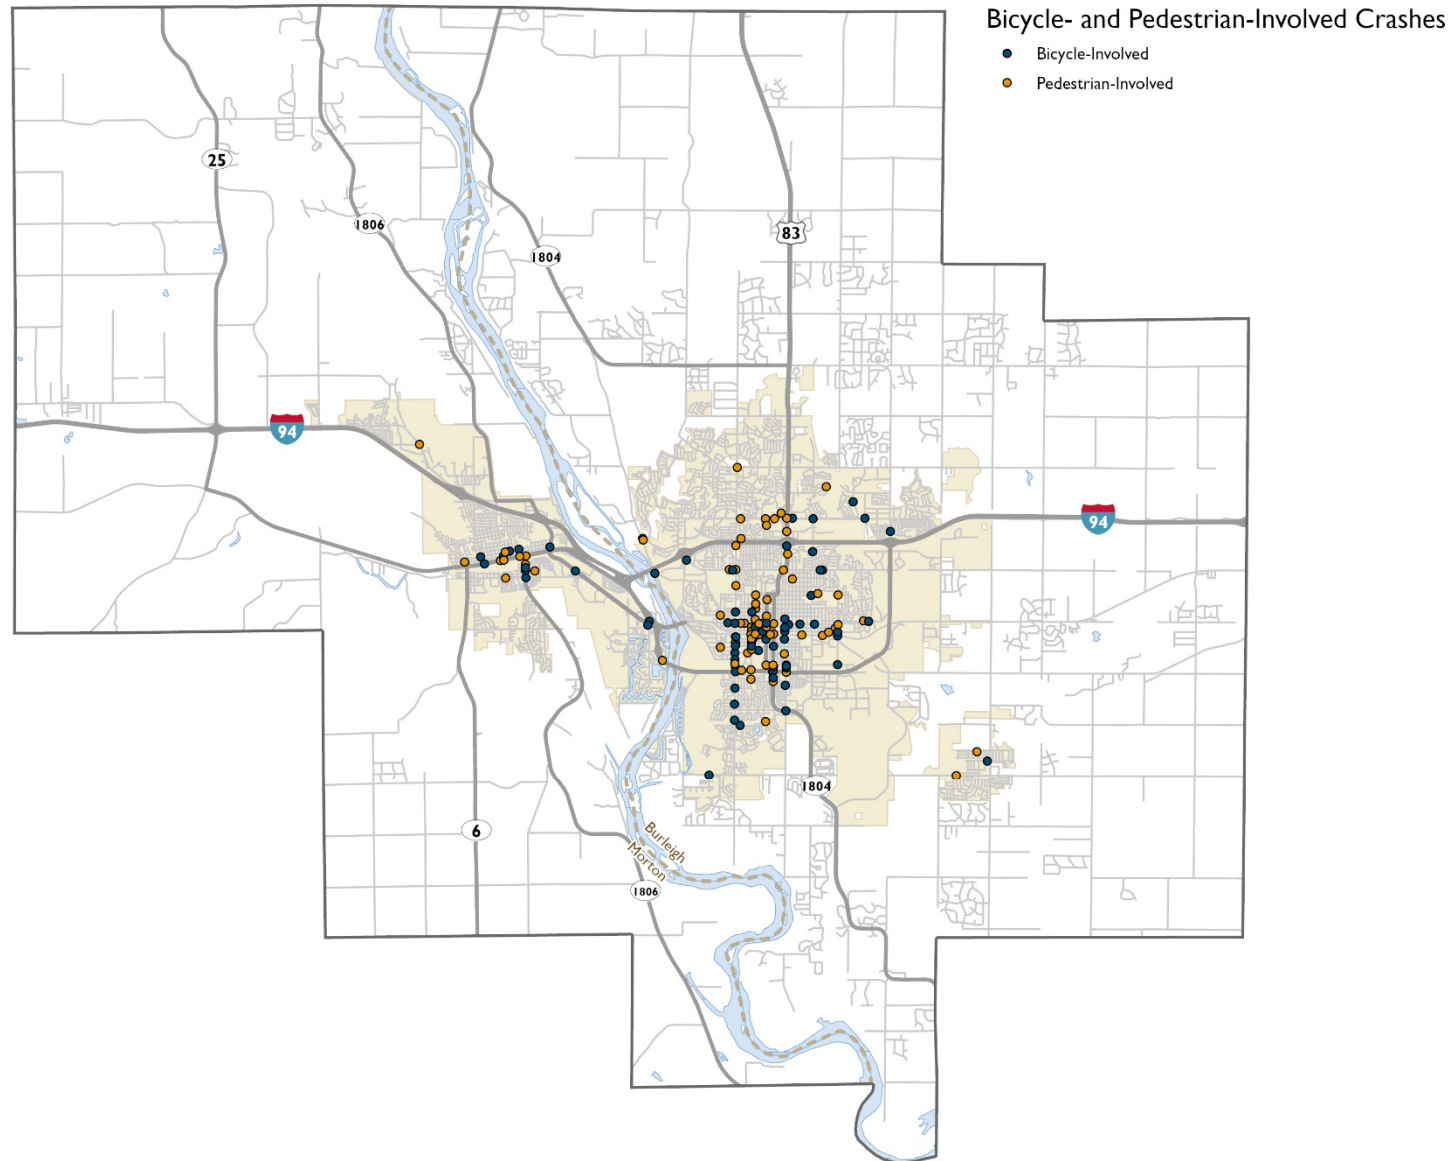 Bicycle- and Pedestrian-Involved Crashes
Bicycle-Involved
Pedestrian-Involved
25
1806
83
1804
94
94
1804
6
Burleigh
Morton
1806